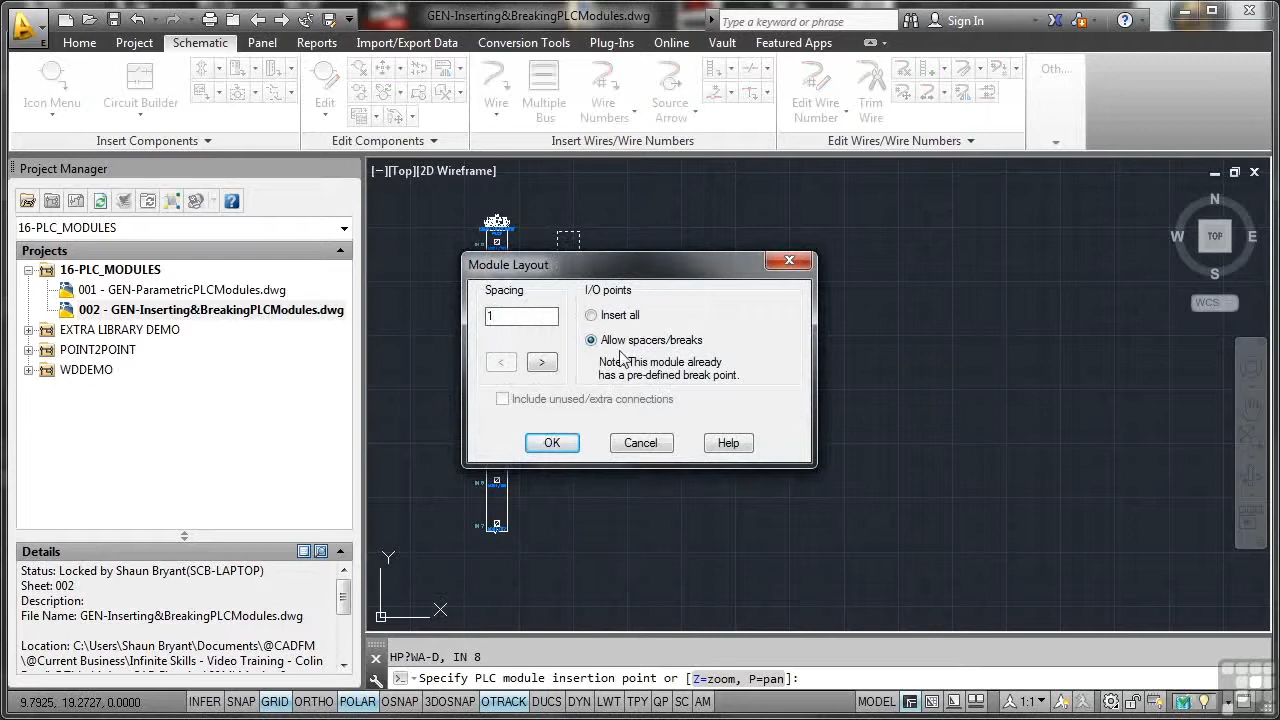 GEN-Inserting&BreakingPLCModules.dwg
Type a keyword or phrase
Sign In
Home Project Schematic Panel Reports Import/Export Data Conversion Tools Plug-Ins Online Vault Featured Apps
Icon Menu
Circuit Builder
Edit
Wire
Multiple Bus
Wire Numbers
Source Arrow
Edit Wire Number
Trim Wire
Oth...
Insert Components
Edit Components
Insert Wires/Wire Numbers
Edit Wires/Wire Numbers
Project Manager
16-PLC_MODULES
Projects
16-PLC_MODULES
001 - GEN-ParametricPLCModules.dwg
002 - GEN-Inserting&BreakingPLCModules.dwg
EXTRA LIBRARY DEMO
POINT2POINT
WDDEMO
Details
Status: Locked by Shaun Bryant(SCB-LAPTOP)
Sheet: 002
Description:
File Name: GEN-Inserting&BreakingPLCModules.dwg
Location: C:\Users\Shaun Bryant\Documents\@CADFM
\@Current Business\Infinite Skills - Video Training - Colin
[−][Top][2D Wireframe]
N
W TOP E
S
WCS
Module Layout
Spacing
1
<
>
I/O points
Insert all
Allow spacers/breaks
Note: This module already
has a pre-defined break point.
Include unused/extra connections
OK
Cancel
Help
Y
X
HP?WA-D, IN 8
Specify PLC module insertion point or [Z=zoom, P=pan]:
9.7925, 19.2727, 0.0000
INFER SNAP GRID ORTHO POLAR OSNAP 3DOSNAP OTRACK DUCS DYN LWT TPY QP SC AM
MODEL
1:1